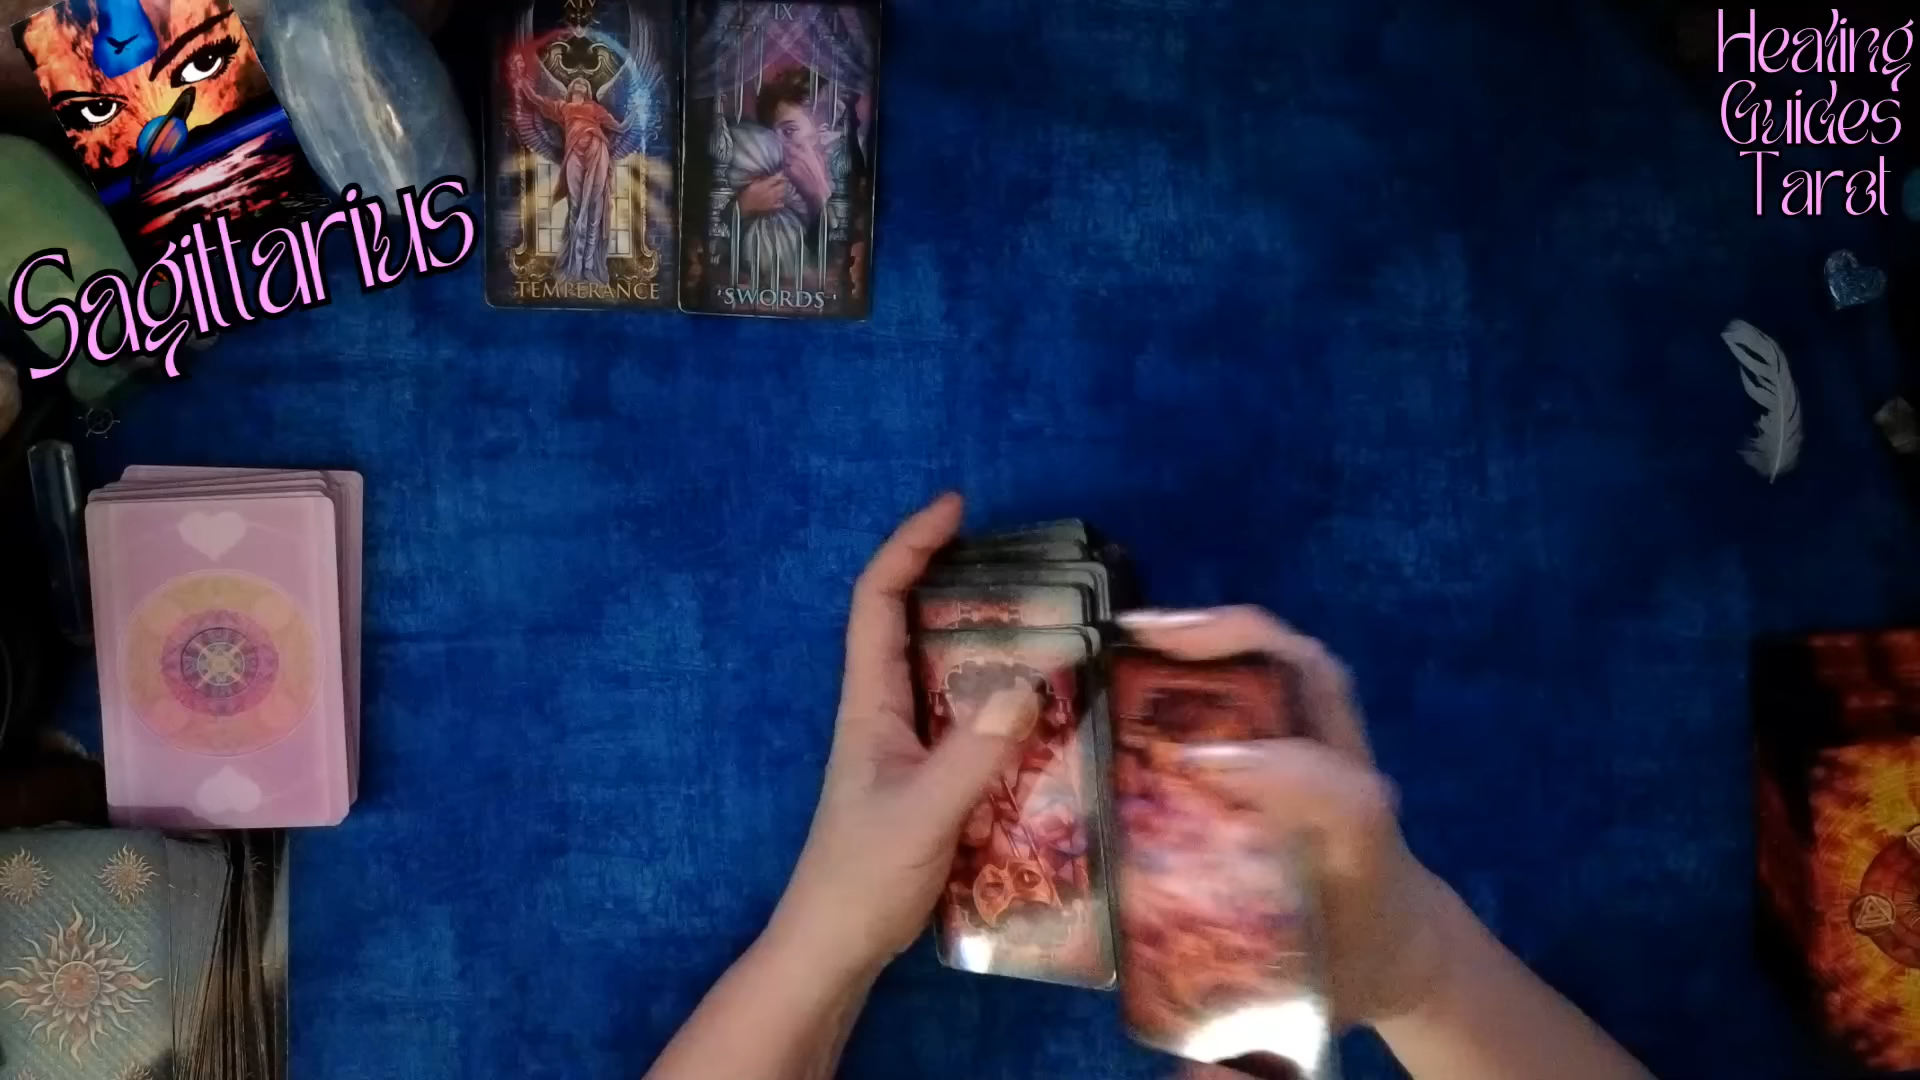 Sagittarius
XIV
TEMPERANCE
IX
SWORDS
Healing
Guides
Tarot